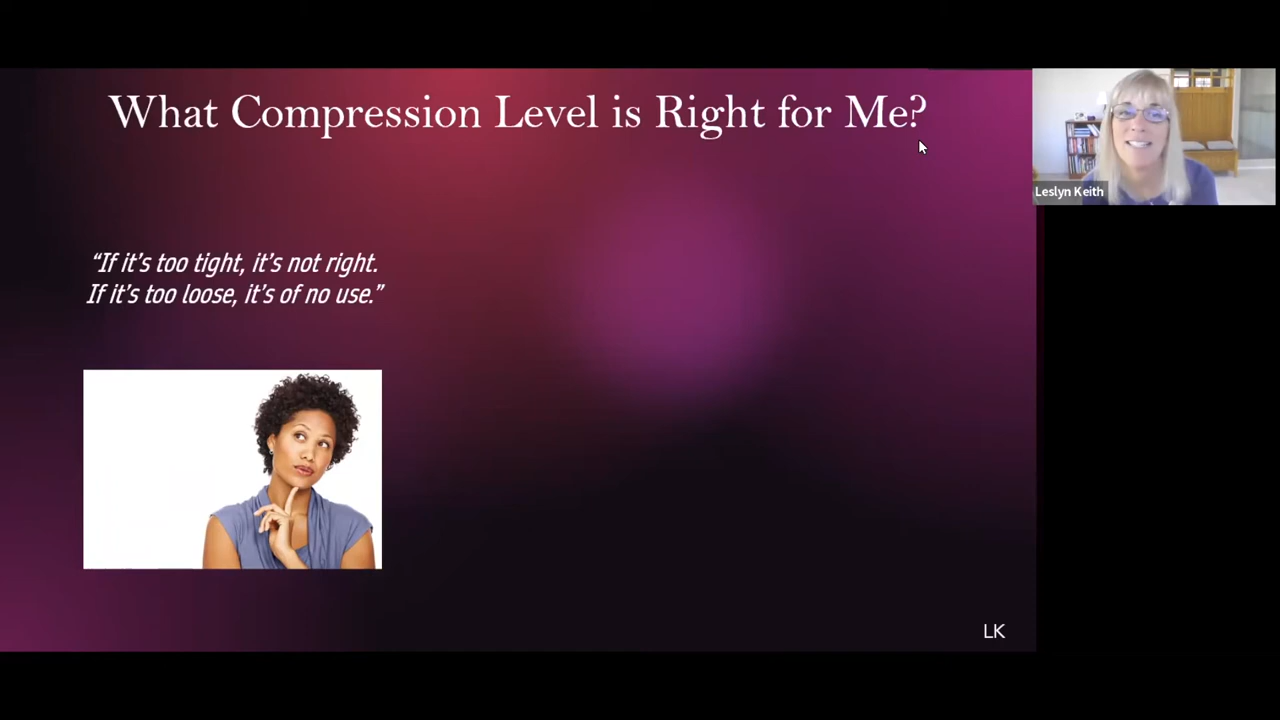 What Compression Level is Right for Me?
Leslyn Keith
“If it’s too tight, it’s not right.
If it’s too loose, it’s of no use.”
LK